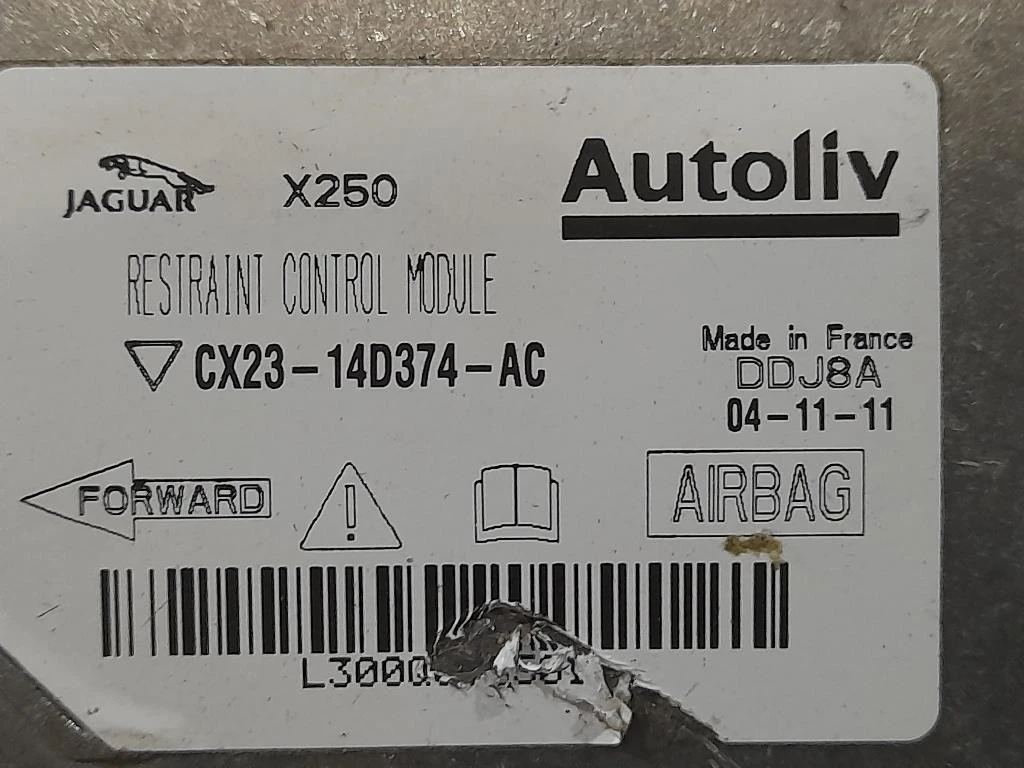 JAGUAR X250 Autoliv
RESTRAINT CONTROL MODULE
CX23-14D374-AC
Made in France
DDJ8A
04-11-11
FORWARD
AIRBAG